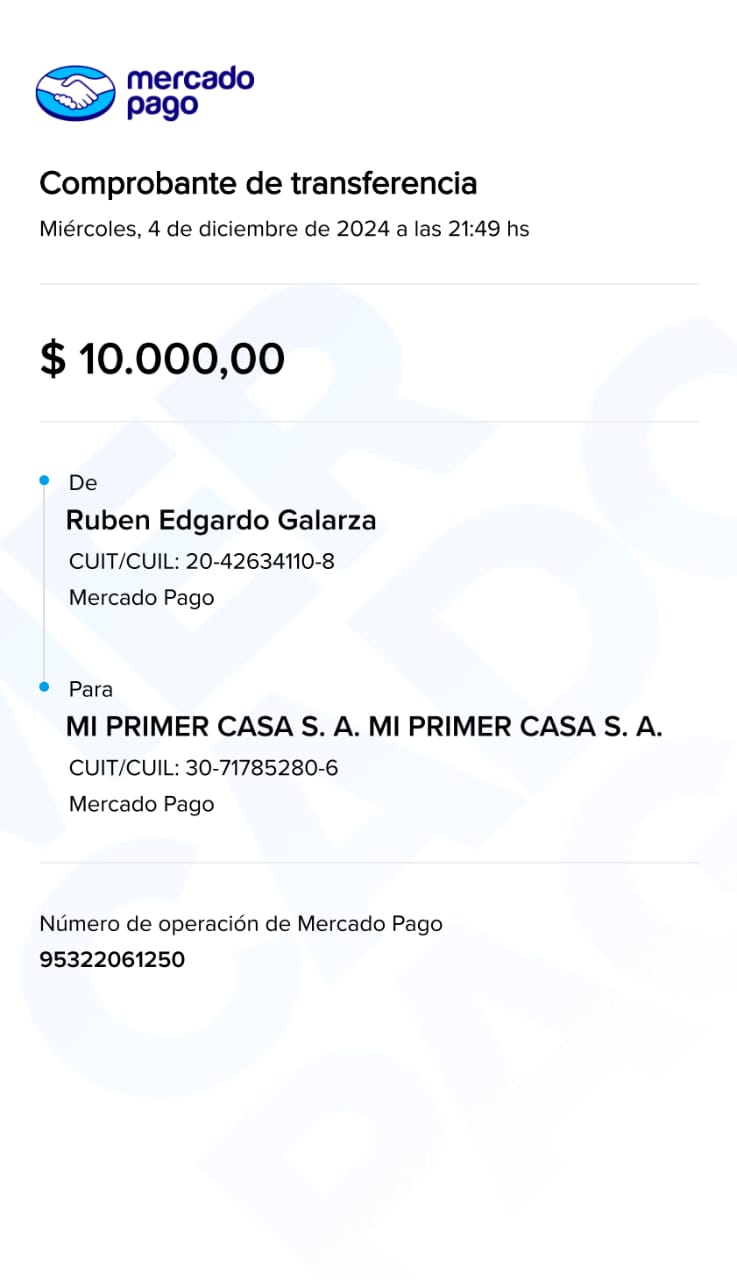 mercado
pago
Comprobante de transferencia
Miércoles, 4 de diciembre de 2024 a las 21:49 hs
$ 10.000,00
De
Ruben Edgardo Galarza
CUIT/CUIL: 20-42634110-8
Mercado Pago
Para
MI PRIMER CASA S. A. MI PRIMER CASA S. A.
CUIT/CUIL: 30-71785280-6
Mercado Pago
Número de operación de Mercado Pago
95322061250
MERCADO
PAGO